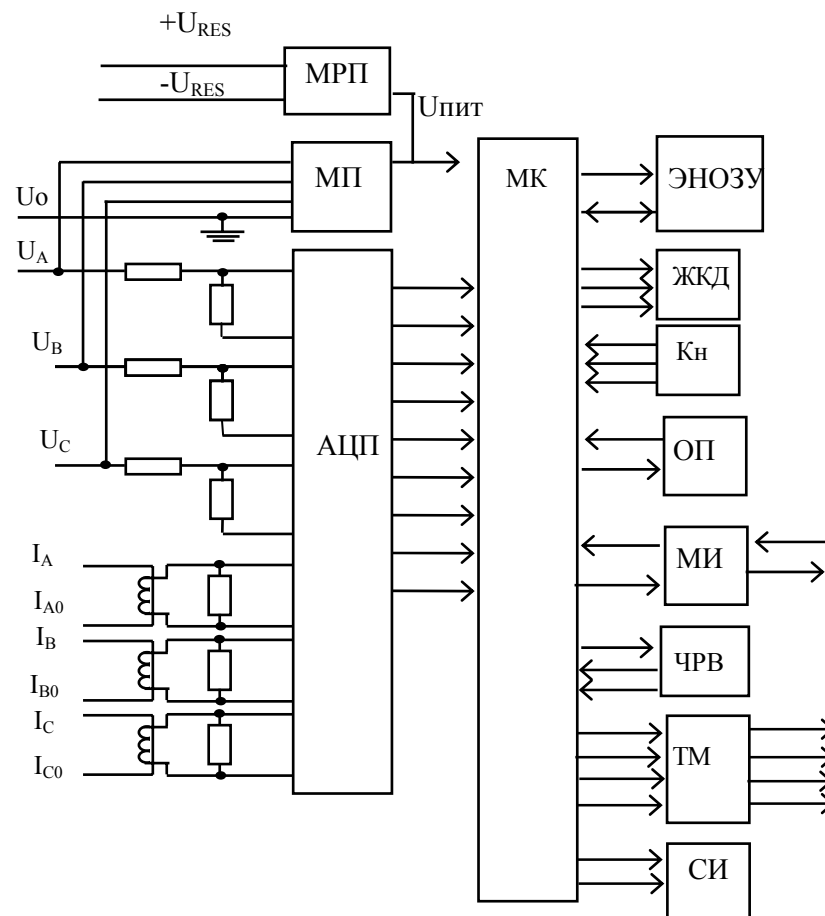 +U_RES
-U_RES
МРП
Uпит
МП
МК
ЭНОЗУ
Uо
U_A
ЖКД
U_B
Кн
U_C
АЦП
ОП
I_A
МИ
I_A0
I_B
ЧРВ
I_B0
I_C
ТМ
I_C0
СИ